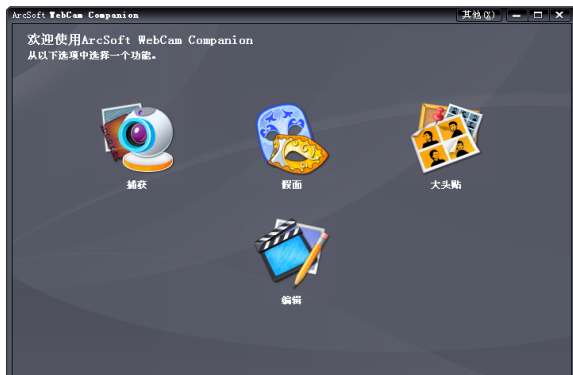 ArcSoft WebCam Companion
其他(X)
欢迎使用ArcSoft WebCam Companion
从以下选项中选择一个功能。
捕获
假面
大头贴
编辑